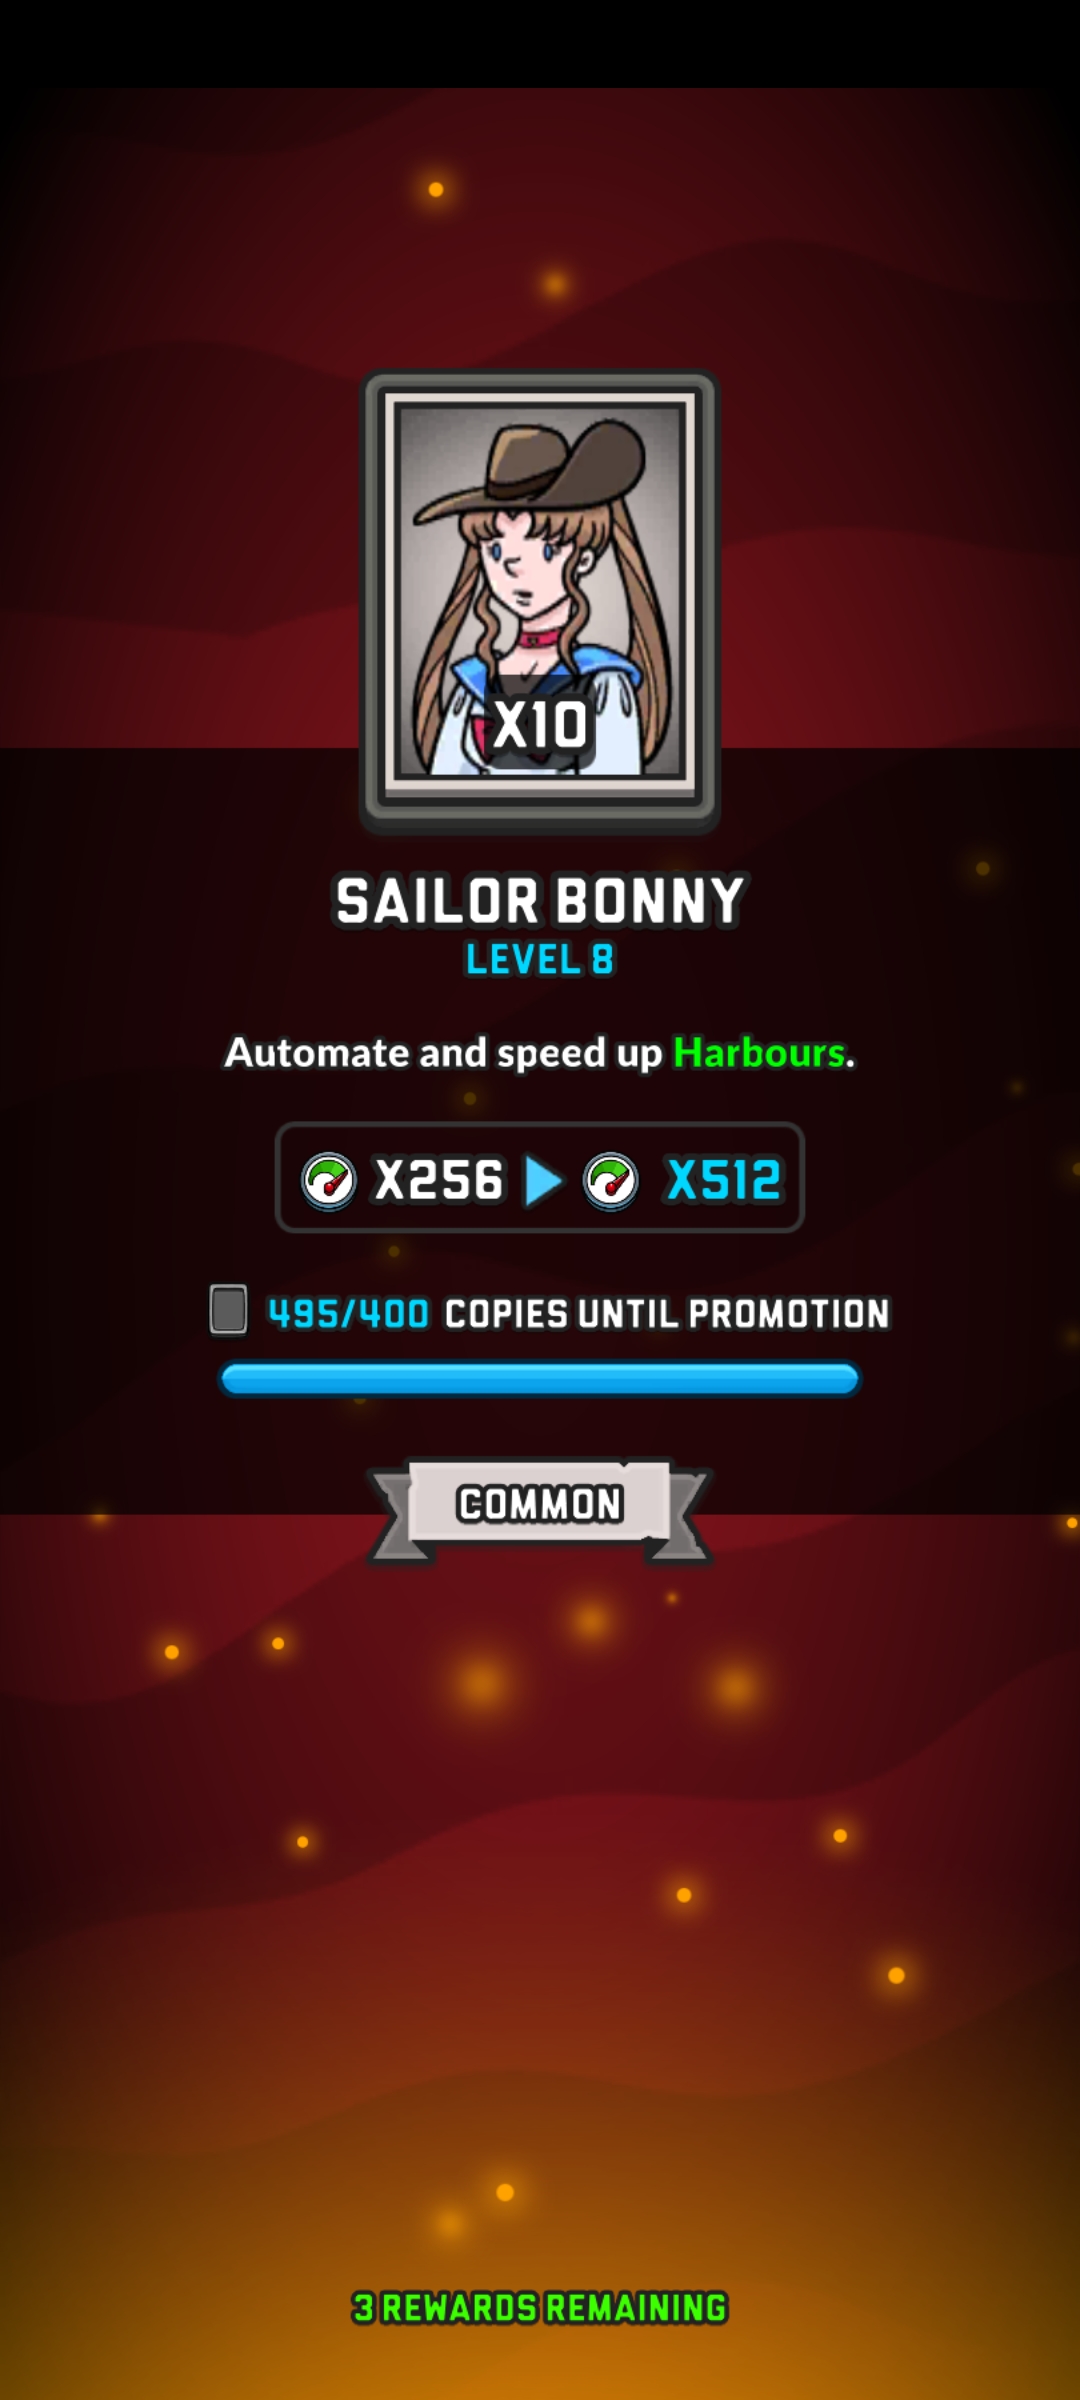 X10
SAILOR BONNY
LEVEL 8
Automate and speed up Harbours.
X256 X512
495/400 COPIES UNTIL PROMOTION
COMMON
3 REWARDS REMAINING